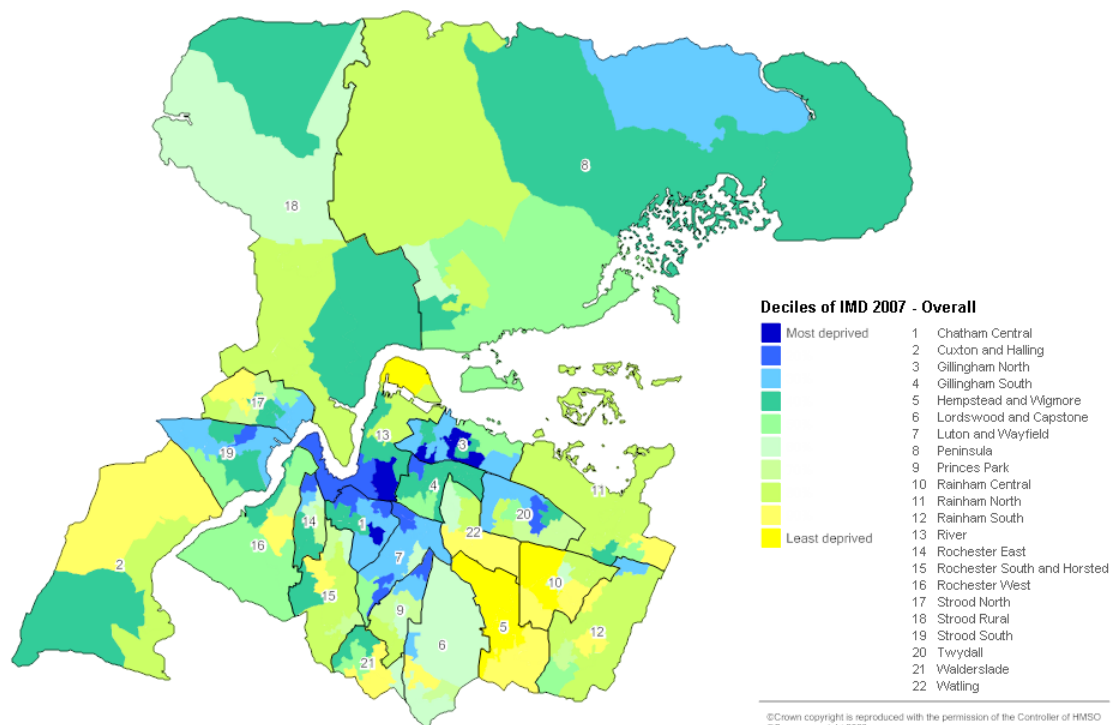 8
18
17
13
3
19
4
11
1
14
20
22
7
2
16
10
15
9
5
12
6
21
Deciles of IMD 2007 - Overall
Most deprived
Least deprived
1 Chatham Central
2 Cuxton and Halling
3 Gillingham North
4 Gillingham South
5 Hempstead and Wigmore
6 Lordswood and Capstone
7 Luton and Wayfield
8 Peninsula
9 Princes Park
10 Rainham Central
11 Rainham North
12 Rainham South
13 River
14 Rochester East
15 Rochester South and Horsted
16 Rochester West
17 Strood North
18 Strood Rural
19 Strood South
20 Twydall
21 Walderslade
22 Watling
©Crown copyright is reproduced with the permission of the Controller of HMSO